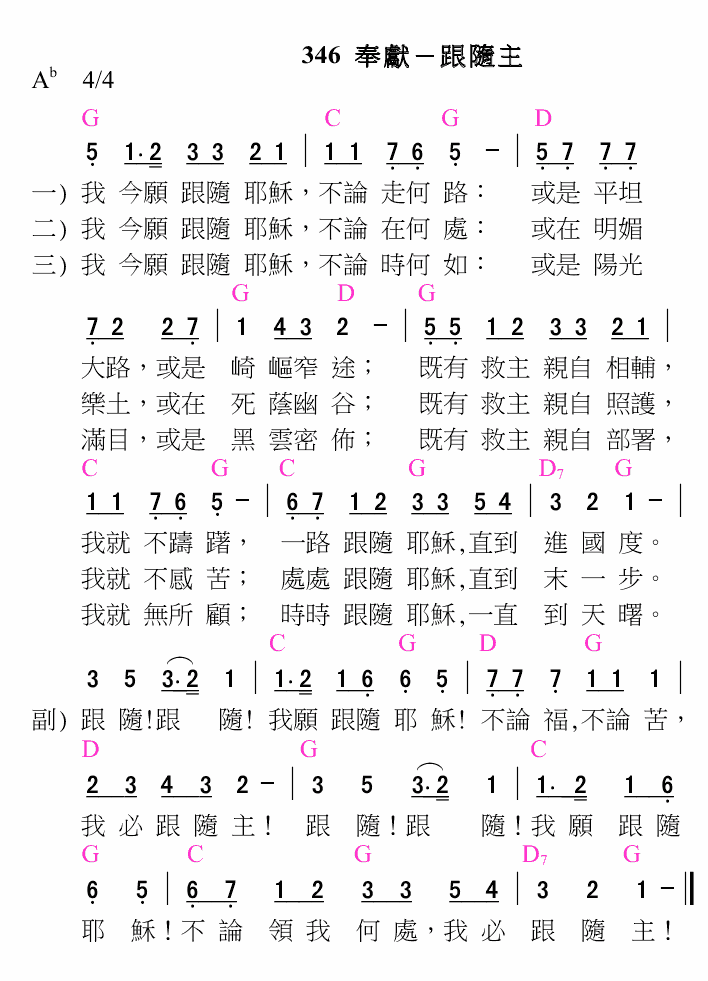 346 奉獻－跟隨主
A♭ 4/4
G C G D
5̣ 1·2 3 3 2 1 | 1 1 7̣ 6̣ 5̣ － | 5̣ 7̣ 7̣ 7̣
一) 我 今願 跟隨 耶穌，不論 走何 路： 或是 平坦
二) 我 今願 跟隨 耶穌，不論 在何 處： 或在 明媚
三) 我 今願 跟隨 耶穌，不論 時何 如： 或是 陽光
G D G
7̣ 2 2 7̣ | 1 4 3 2 － | 5̣ 5̣ 1 2 3 3 2 1 |
大路，或是 崎 嶇窄 途； 既有 救主 親自 相輔，
樂土，或在 死 蔭幽 谷； 既有 救主 親自 照護，
滿目，或是 黑 雲密 佈； 既有 救主 親自 部署，
C G C G D7 G
1 1 7̣ 6̣ 5̣ － | 6̣ 7̣ 1 2 3 3 5 4 | 3 2 1 － |
我就 不躊 躇， 一路 跟隨 耶穌,直到 進 國 度。
我就 不感 苦； 處處 跟隨 耶穌,直到 末 一 步。
我就 無所 顧； 時時 跟隨 耶穌,一直 到 天 曙。
C G D G
3 5 3·2 1 | 1·2 1 6̣ 6̣ 5̣ | 7̣ 7̣ 7̣ 1 1 1 |
副) 跟 隨!跟 隨! 我願 跟隨 耶 穌! 不論 福,不論 苦，
D G C
2 3 4 3 2 － | 3 5 3·2 1 | 1· 2 1 6̣
我 必 跟 隨 主! 跟 隨!跟 隨!我 願 跟 隨
G C G D7 G
6̣ 5̣ | 6̣ 7̣ 1 2 3 3 5 4 | 3 2 1 － ‖
耶 穌!不 論 領 我 何 處，我 必 跟 隨 主!